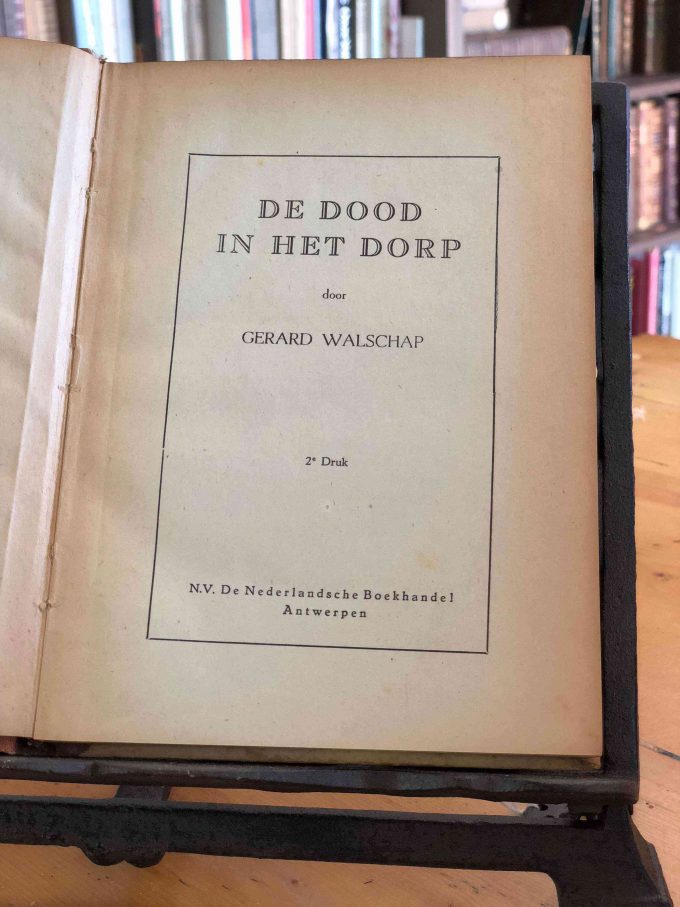 DE DOOD
IN HET DORP
door
GERARD WALSCHAP
2e Druk
N.V. De Nederlandsche Boekhandel
Antwerpen